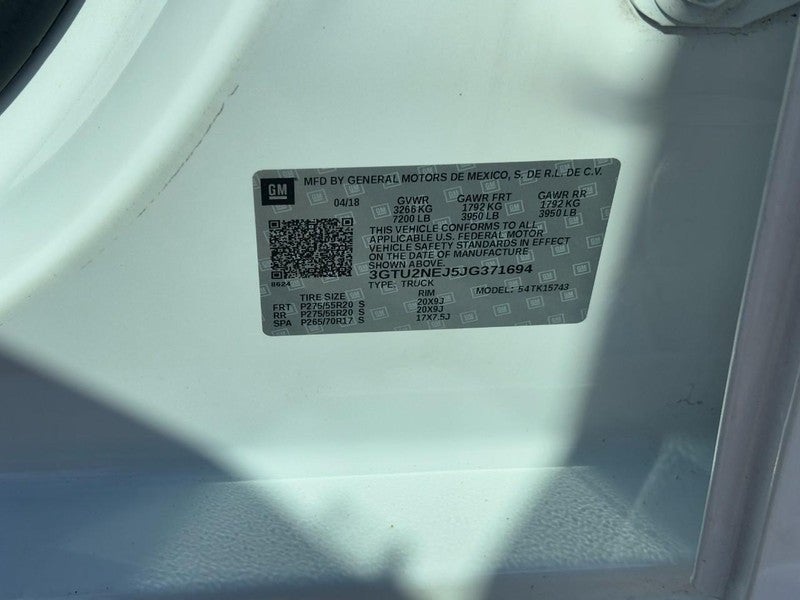 GM MFD BY GENERAL MOTORS DE MEXICO, S. DE R.L. DE C.V.
04/18 GVWR GAWR FRT GAWR RR
3266 KG 1792 KG 1792 KG
7200 LB 3950 LB 3950 LB
THIS VEHICLE CONFORMS TO ALL
APPLICABLE U.S. FEDERAL MOTOR
VEHICLE SAFETY STANDARDS IN EFFECT
ON THE DATE OF MANUFACTURE
SHOWN ABOVE.
3GTU2NEJ5JG371694
8624 TYPE: TRUCK MODEL: 54TK15743
TIRE SIZE RIM
FRT P275/55R20 S 20X9J
RR P275/55R20 S 20X9J
SPA P265/70R17 S 17X7.5J